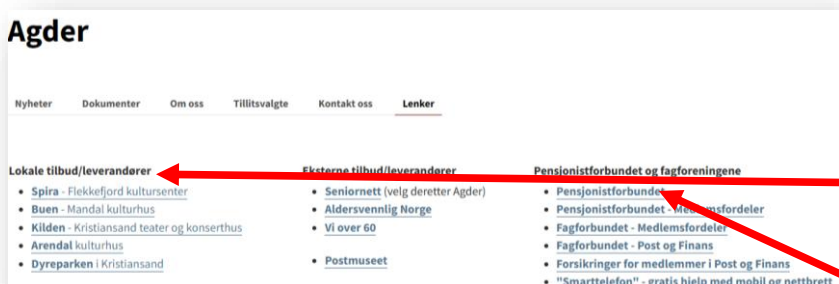 Agder
Nyheter Dokumenter Om oss Tillitsvalgte Kontakt oss Lenker
Lokale tilbud/leverandører
• Spira - Flekkefjord kultursenter
• Buen - Mandal kulturhus
• Kilden - Kristiansand teater og konserthus
• Arendal kulturhus
• Dyreparken i Kristiansand
Eksterne tilbud/leverandører
• Seniornett (velg deretter Agder)
• Aldersvennlig Norge
• Vi over 60
• Postmuseet
Pensjonistforbundet og fagforeningene
• Pensjonistforbundet
• Pensjonistforbundet - Medlemsfordeler
• Fagforbundet - Medlemsfordeler
• Fagforbundet - Post og Finans
• Forsikringer for medlemmer i Post og Finans
• "Smarttelefon" - gratis hjelp med mobil og nettbrett